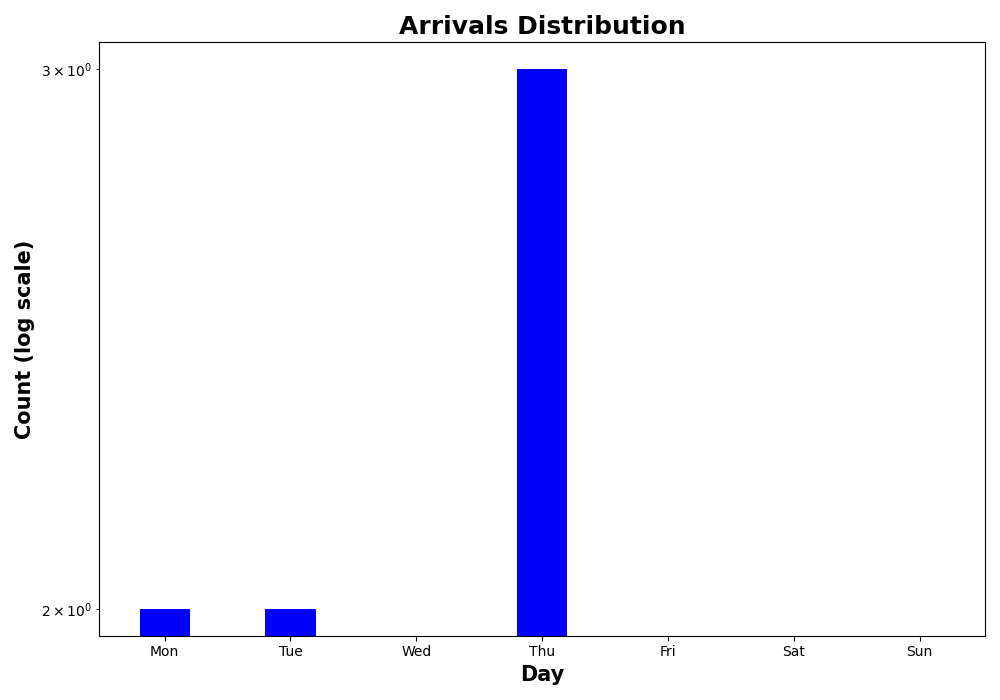 Arrivals Distribution
3 × 10⁰
Count (log scale)
2 × 10⁰
Mon Tue Wed Thu Fri Sat Sun
Day